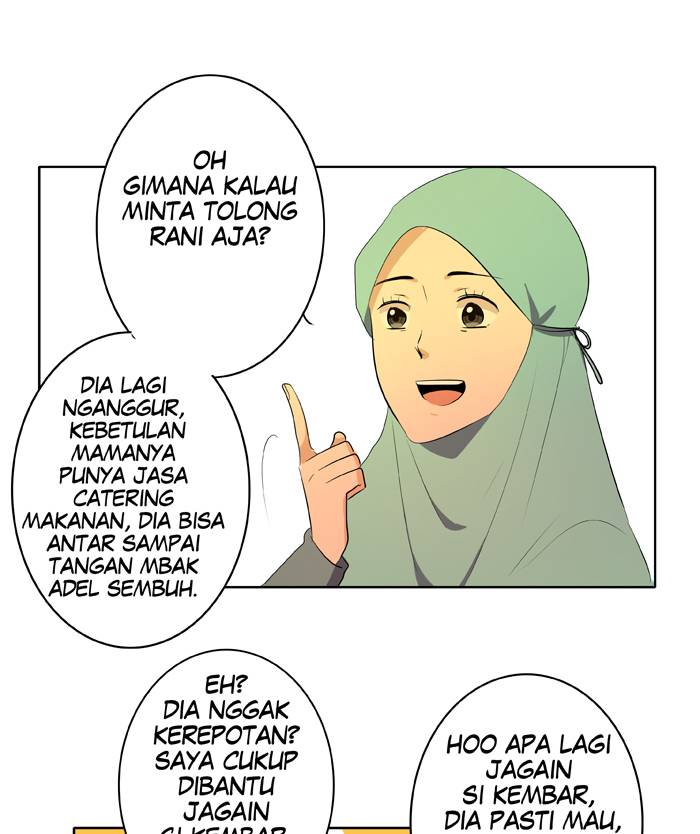 OH
GIMANA KALAU
MINTA TOLONG
RANI AJA?
DIA LAGI
NGANGGUR,
KEBETULAN
MAMANYA
PUNYA JASA
CATERING
MAKANAN, DIA BISA
ANTAR SAMPAI
TANGAN MBAK
ADEL SEMBUH.
EH?
DIA NGGAK
KEREPOTAN?
SAYA CUKUP
DIBANTU
JAGAIN
SI KEMBAR
HOO APA LAGI
JAGAIN
SI KEMBAR,
DIA PASTI MAU,